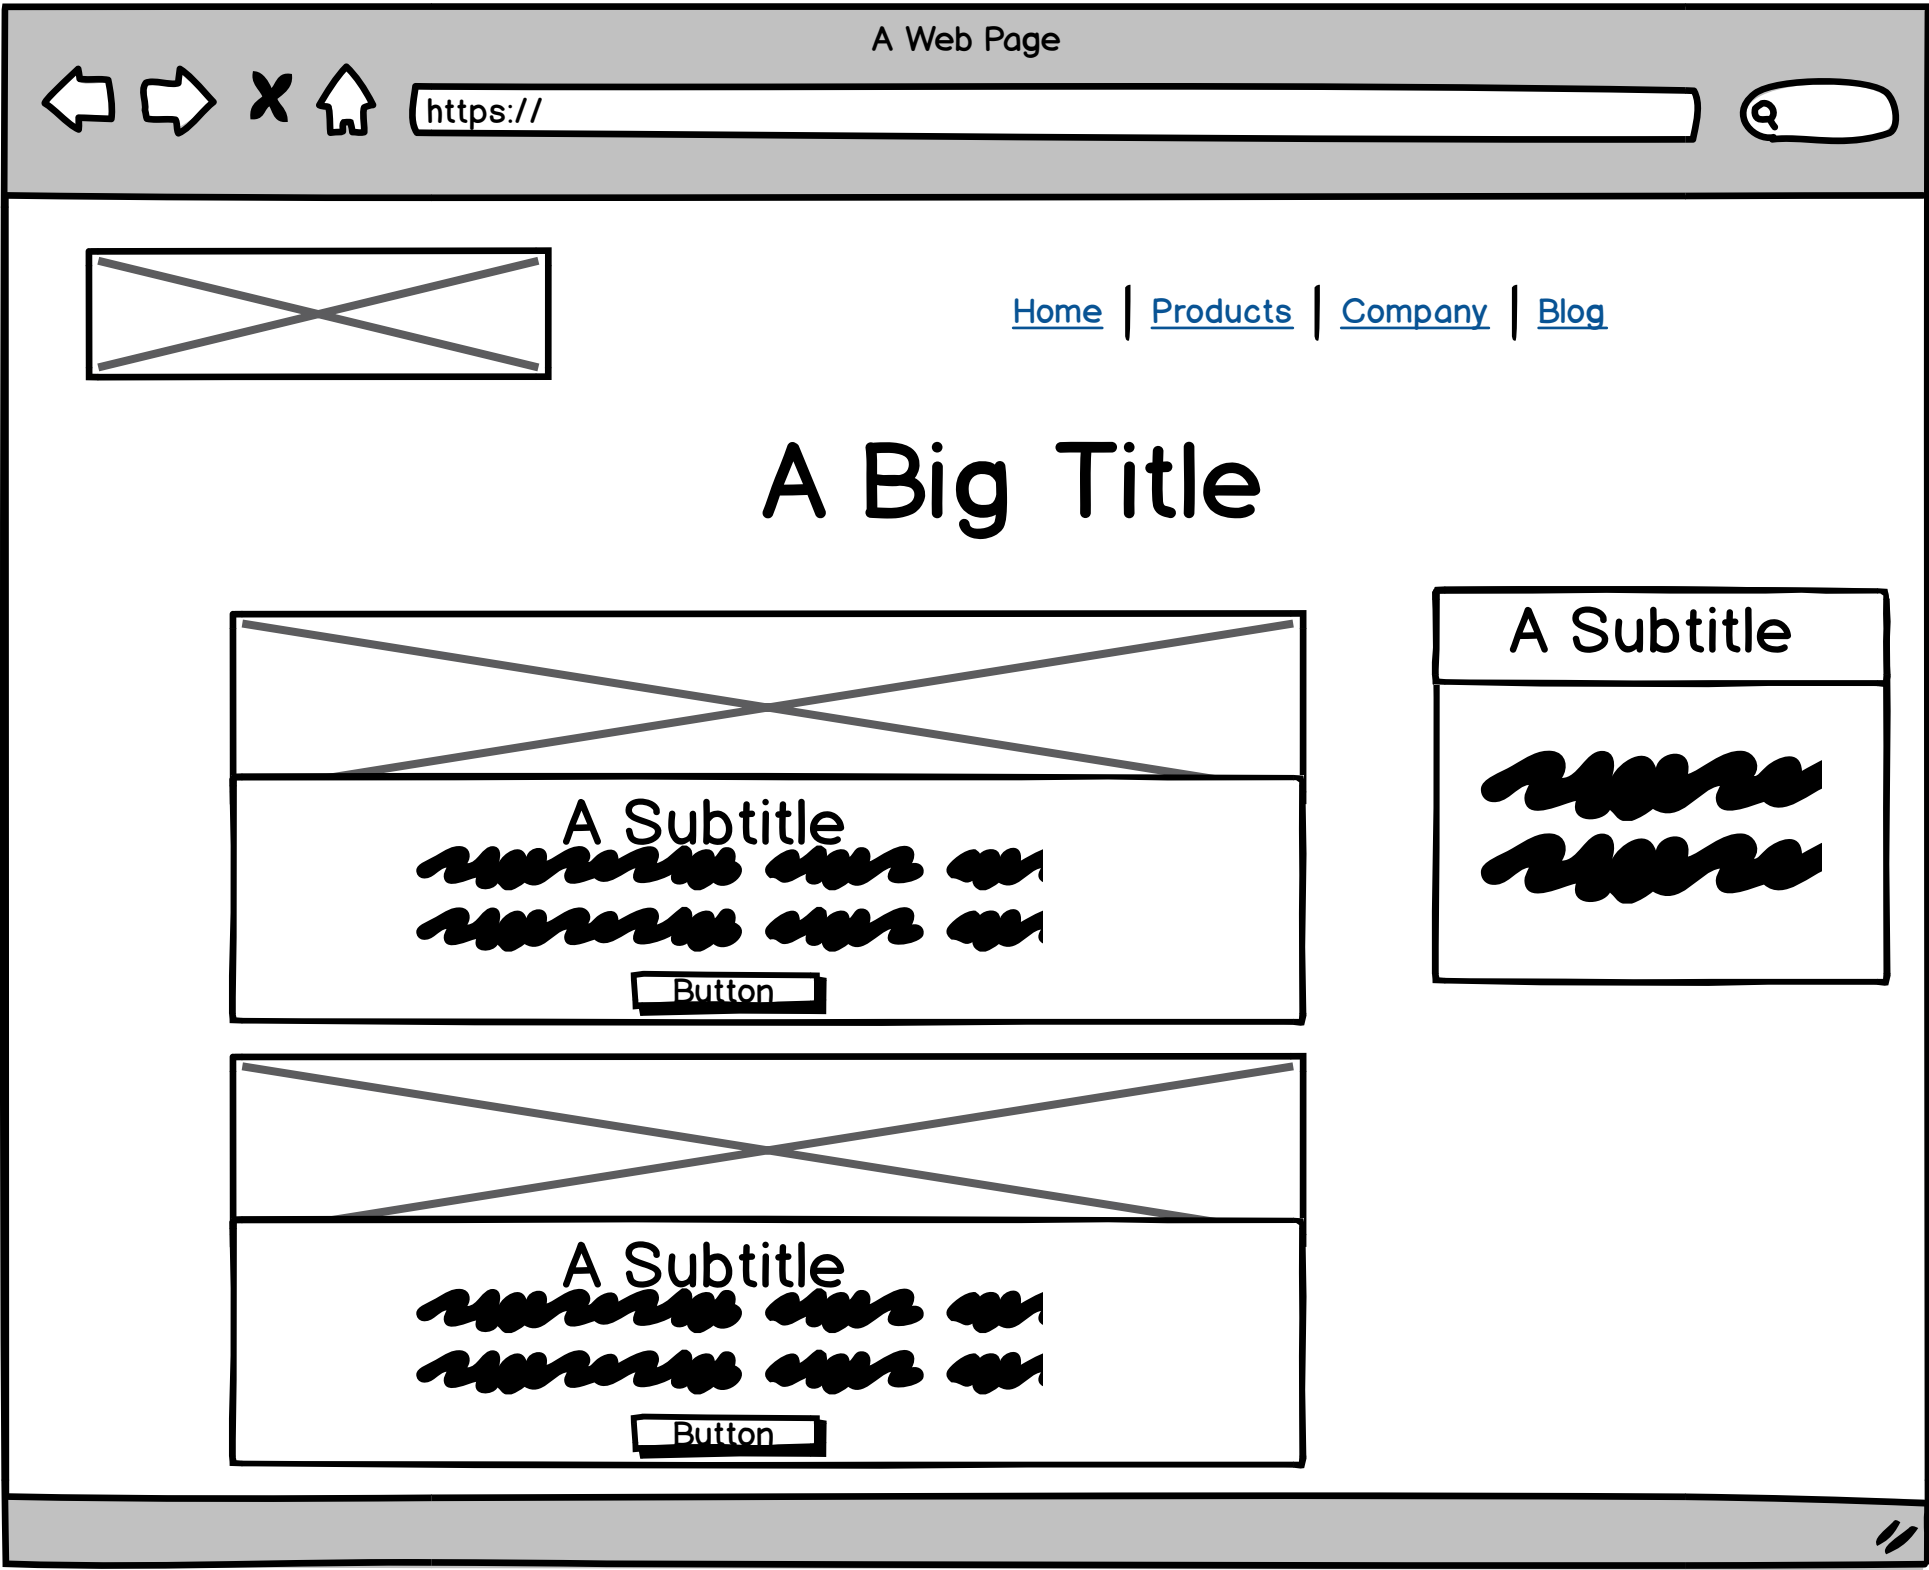 A Web Page
https://
Home | Products | Company | Blog
A Big Title
A Subtitle
Button
A Subtitle
Button
A Subtitle